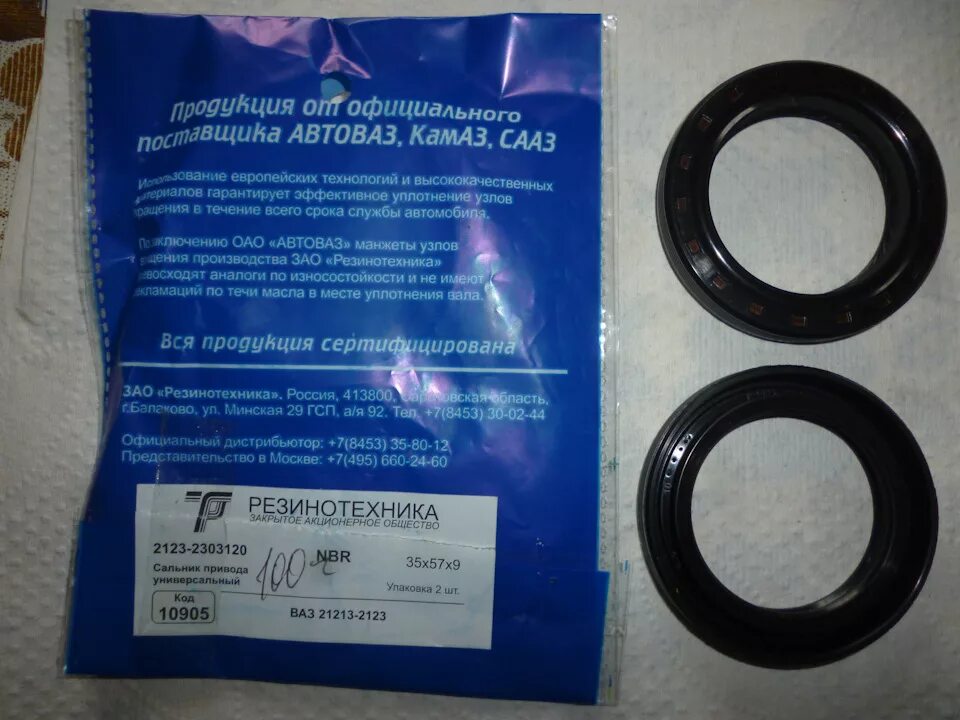 Продукция от официального
поставщика АВТОВАЗ, КамАЗ, СААЗ
Использование европейских технологий и высококачественных
материалов гарантирует эффективное уплотнение узлов
вращения в течение всего срока службы автомобиля.
По заключению ОАО «АВТОВАЗ» манжеты узлов
вращения производства ЗАО «Резинотехника»
превосходят аналоги по износостойкости и не имеют
рекламаций по течи масла в месте уплотнения вала.
Вся продукция сертифицирована
ЗАО «Резинотехника». Россия, 413800, Саратовская область,
г.Балаково, ул. Минская 29 ГСП, а/я 92. Тел. +7(8453) 30-02-44
Официальный дистрибьютор: +7(8453) 35-80-12
Представительство в Москве: +7(495) 660-24-60
РЕЗИНОТЕХНИКА
ЗАКРЫТОЕ АКЦИОНЕРНОЕ ОБЩЕСТВО
2123-2303120 NBR 35х57х9
Сальник привода
универсальный 100 Упаковка 2 шт.
Код
10905 ВАЗ 21213-2123